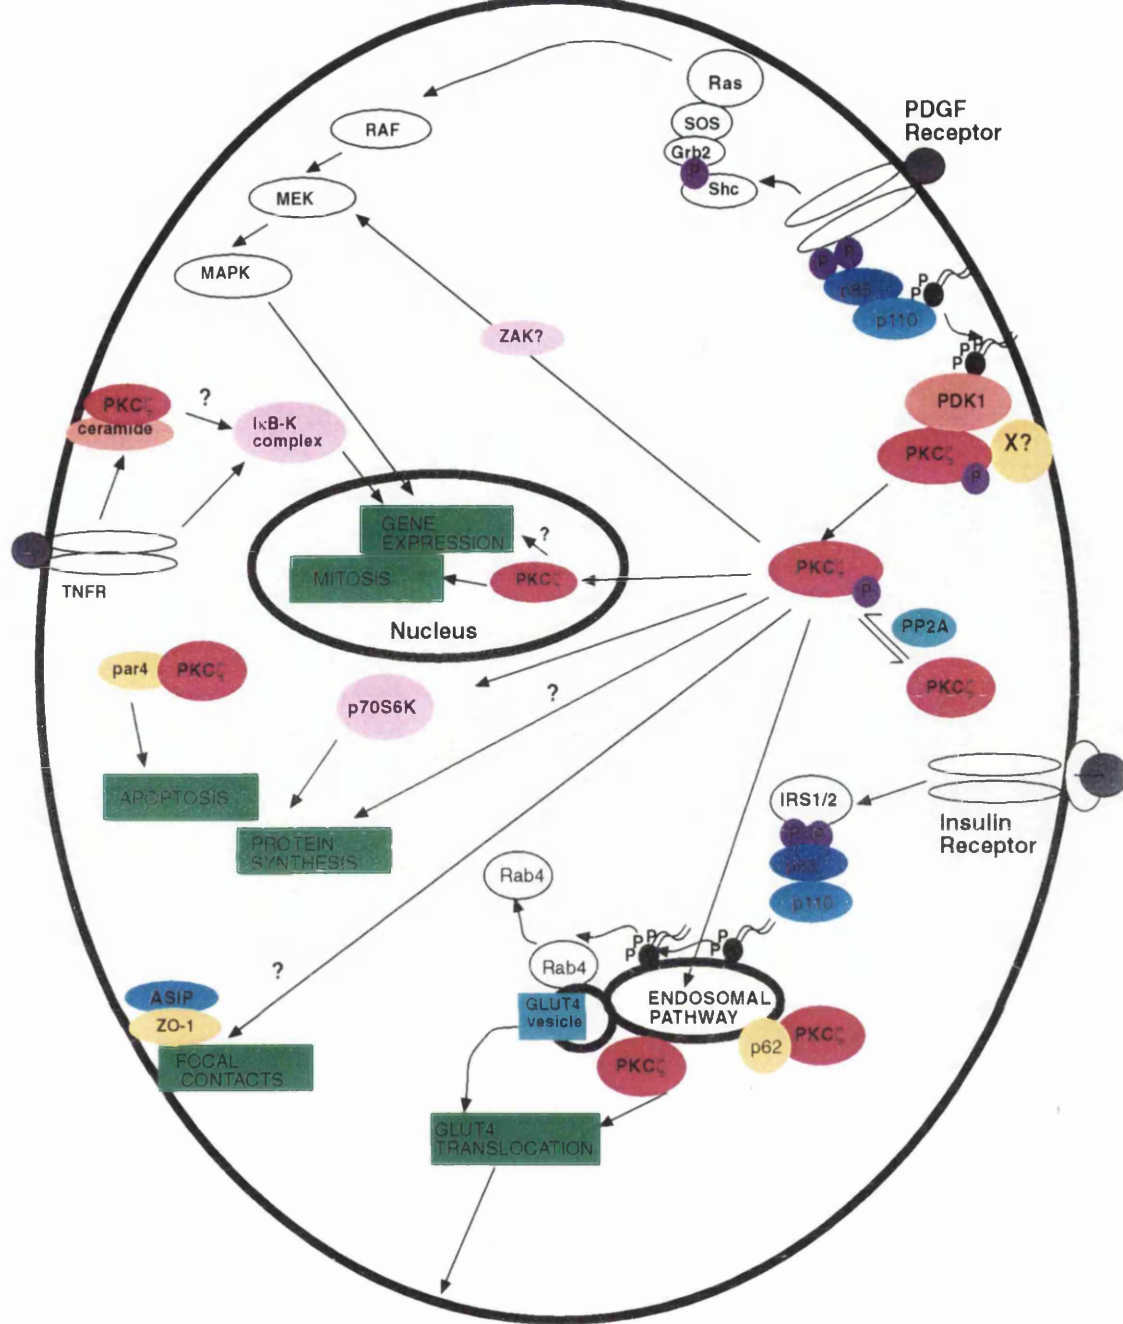 Ras
PDGF
Receptor
SOS
RAF
Grb2
P
Shc
MEK
MAPK
P
P
p85
P
P
p110
ZAK?
P
P
P
PDK1
PKCζ
?
ceramide
IκB-K
complex
PKCζ
X?
P
GENE
EXPRESSION
?
MITOSIS
PKCζ
PKCζ
P
TNFR
Nucleus
PP2A
par4
PKCζ
PKCζ
p70S6K
?
APOPTOSIS
IRS1/2
Insulin
Receptor
PROTEIN
SYNTHESIS
P
P
p85
Rab4
p110
P
P
P
P
P
Rab4
?
ASIP
ZO-1
GLUT4
vesicle
ENDOSOMAL
PATHWAY
p62
PKCζ
FOCAL
CONTACTS
PKCζ
GLUT4
TRANSLOCATION